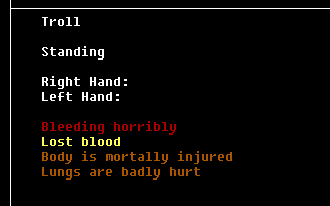 Troll
Standing
Right Hand:
Left Hand:
Bleeding horribly
Lost blood
Body is mortally injured
Lungs are badly hurt